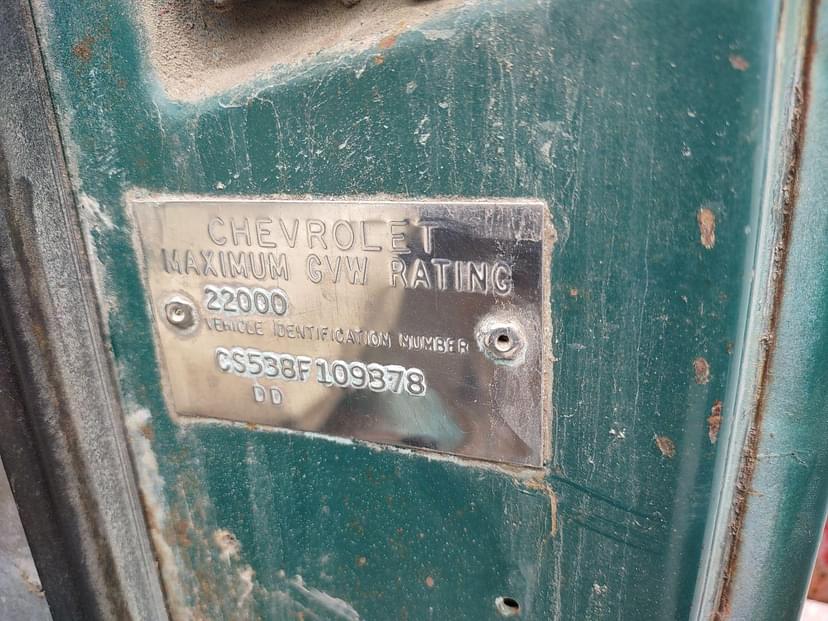 CHEVROLET
MAXIMUM GVW RATING
22000
VEHICLE IDENTIFICATION NUMBER
CS538F109378
DD